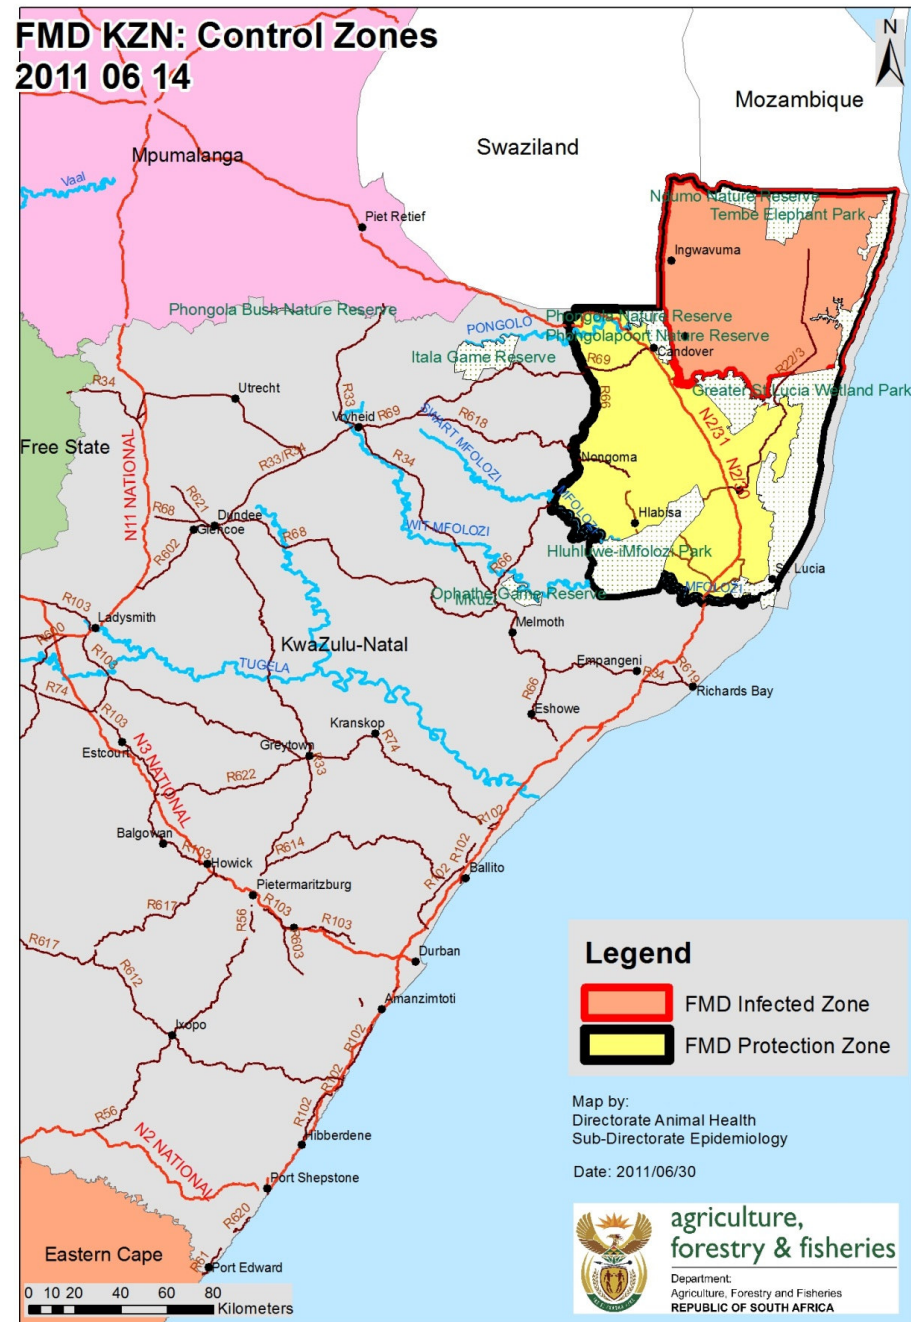 FMD KZN: Control Zones
2011 06 14
N
Mozambique
Swaziland
Mpumalanga
Vaal
Piet Retief
Ndumo Nature Reserve
Tembe Elephant Park
Ingwavuma
Phongola Bush Nature Reserve
PONGOLO
Phongola Nature Reserve
Phongolapoort Nature Reserve
Candover
Itala Game Reserve
R69
R22/3
R34
Utrecht
R33
R66
Greater St Lucia Wetland Park
Vryheid
R69
R618
SWART MFOLOZI
N2/31
Free State
N11 NATIONAL
R33/R34
R34
Nongoma
N2/30
R621
R68
Dundee
Glencoe
R68
R602
WIT MFOLOZI
MFOLOZI
Hlabisa
Hluhluwe-iMfolozi Park
R66
St. Lucia
MFOLOZI
Ophathe Game Reserve
Mkuzi
R103
Ladysmith
Melmoth
R600
KwaZulu-Natal
R103
TUGELA
Empangeni
R34
R619
Richards Bay
R74
R66
Eshowe
R103
Kranskop
Estcourt
N3 NATIONAL
Greytown
R33
R74
R622
R102
Balgowan
R103
Howick
R614
R102
R102
Ballito
Pietermaritzburg
R617
R56
R103
R103
R603
R617
Durban
Legend
FMD Infected Zone
FMD Protection Zone
R612
Amanzimtoti
Ixopo
R102
R102
R56
R102
Hibberdene
N2 NATIONAL
Port Shepstone
R620
Eastern Cape
R61
Port Edward
Map by:
Directorate Animal Health
Sub-Directorate Epidemiology
Date: 2011/06/30
agriculture,
forestry & fisheries
Department:
Agriculture, Forestry and Fisheries
REPUBLIC OF SOUTH AFRICA
0 10 20 40 60 80
Kilometers